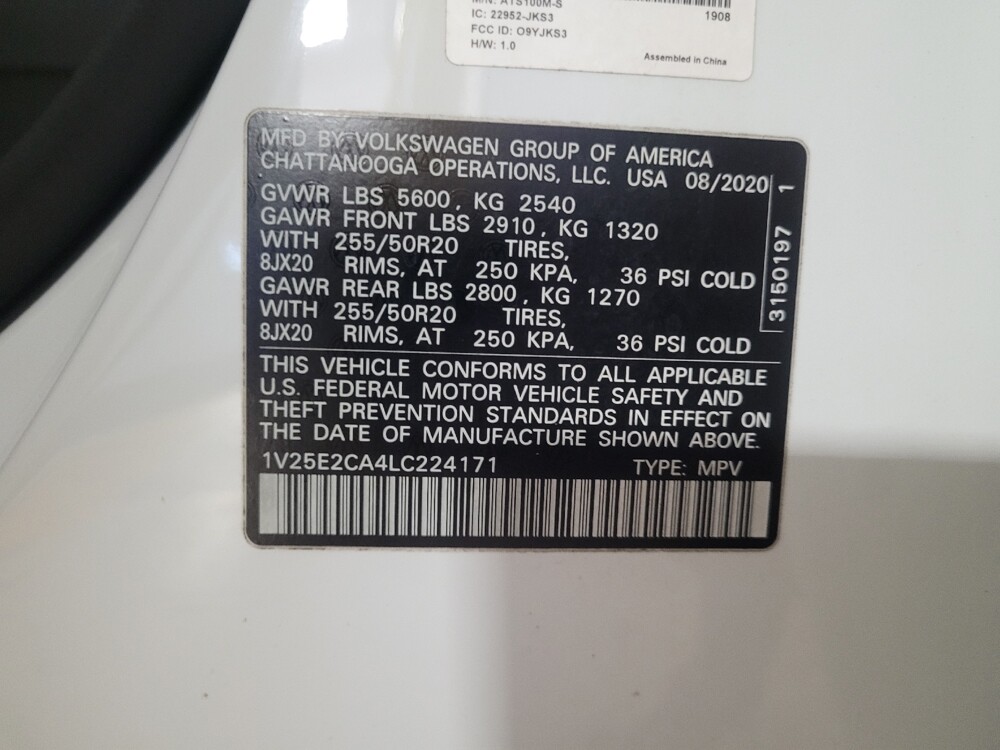 M/N: ATS100M-S
IC: 22952-JKS3
FCC ID: O9YJKS3
H/W: 1.0
1908
Assembled in China
MFD BY VOLKSWAGEN GROUP OF AMERICA
CHATTANOOGA OPERATIONS, LLC. USA 08/2020
GVWR LBS 5600, KG 2540
GAWR FRONT LBS 2910, KG 1320
WITH 255/50R20 TIRES,
8JX20 RIMS, AT 250 KPA, 36 PSI COLD
GAWR REAR LBS 2800, KG 1270
WITH 255/50R20 TIRES,
8JX20 RIMS, AT 250 KPA, 36 PSI COLD
3150197 1
THIS VEHICLE CONFORMS TO ALL APPLICABLE
U.S. FEDERAL MOTOR VEHICLE SAFETY AND
THEFT PREVENTION STANDARDS IN EFFECT ON
THE DATE OF MANUFACTURE SHOWN ABOVE.
1V25E2CA4LC224171 TYPE: MPV